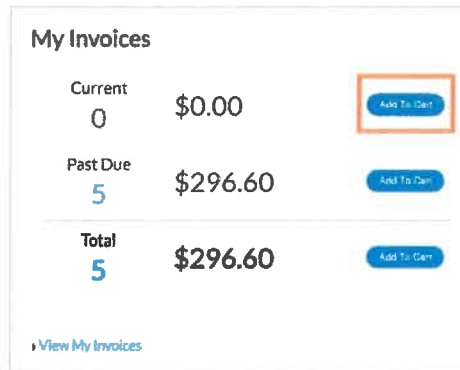 My Invoices
Current
0
$0.00
Add To Cart
Past Due
5
$296.60
Add To Cart
Total
5
$296.60
Add To Cart
View My Invoices